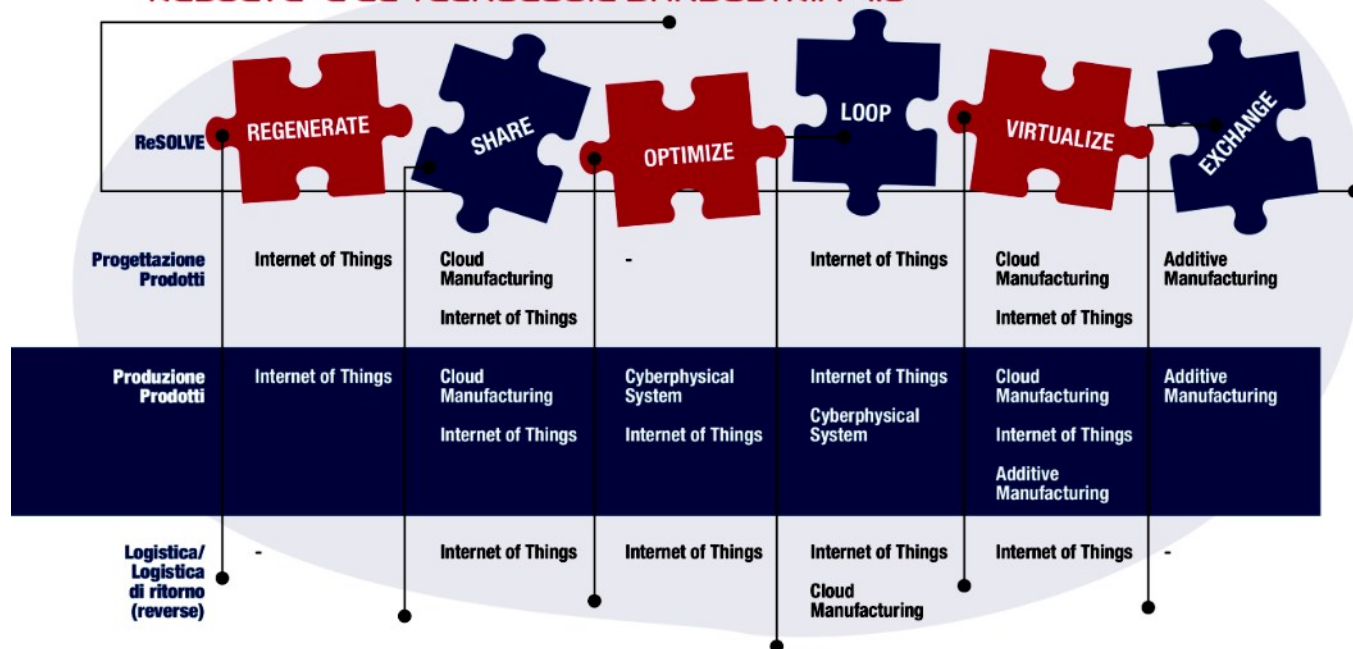 ReSOLVE
REGENERATE
SHARE
OPTIMIZE
LOOP
VIRTUALIZE
EXCHANGE
Progettazione
Prodotti
Internet of Things
Cloud
Manufacturing
Internet of Things
-
Internet of Things
Cloud
Manufacturing
Internet of Things
Additive
Manufacturing
Produzione
Prodotti
Internet of Things
Cloud
Manufacturing
Internet of Things
Cyberphysical
System
Internet of Things
Internet of Things
Cyberphysical
System
Cloud
Manufacturing
Internet of Things
Additive
Manufacturing
Additive
Manufacturing
Logistica/
Logistica
di ritorno
(reverse)
-
Internet of Things
Internet of Things
Internet of Things
Cloud
Manufacturing
Internet of Things
-